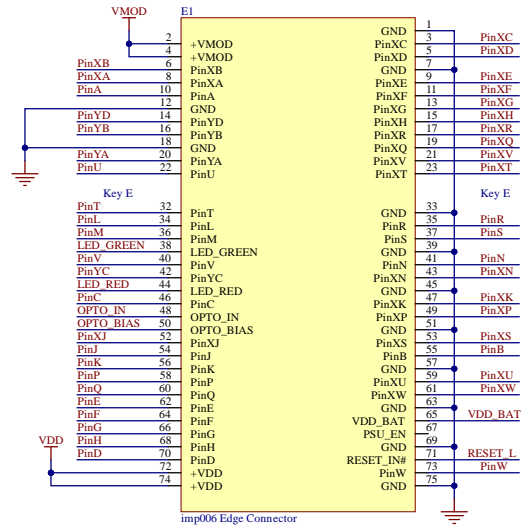 VMOD
E1
GND 1
2 +VMOD PinXC 3 PinXC
4 +VMOD PinXD 5 PinXD
PinXB 6 PinXB GND 7
PinXA 8 PinXA PinXE 9 PinXE
PinA 10 PinA PinXF 11 PinXF
12 GND PinXG 13 PinXG
PinYD 14 PinYD PinXH 15 PinXH
PinYB 16 PinYB PinXR 17 PinXR
18 GND PinXQ 19 PinXQ
PinYA 20 PinYA PinXV 21 PinXV
PinU 22 PinU PinXT 23 PinXT
Key E Key E
PinT 32 PinT GND 33
PinL 34 PinL PinR 35 PinR
PinM 36 PinM PinS 37 PinS
LED_GREEN 38 LED_GREEN GND 39
PinV 40 PinV PinN 41 PinN
PinYC 42 PinYC PinXN 43 PinXN
LED_RED 44 LED_RED GND 45
PinC 46 PinC PinXK 47 PinXK
OPTO_IN 48 OPTO_IN PinXP 49 PinXP
OPTO_BIAS 50 OPTO_BIAS GND 51
PinXJ 52 PinXJ PinXS 53 PinXS
PinJ 54 PinJ PinB 55 PinB
PinK 56 PinK GND 57
PinP 58 PinP PinXU 59 PinXU
PinQ 60 PinQ PinXW 61 PinXW
PinE 62 PinE GND 63
PinF 64 PinF VDD_BAT 65 VDD_BAT
PinG 66 PinG PSU_EN 67
PinH 68 PinH GND 69
PinD 70 PinD RESET_IN# 71 RESET_L
VDD
72 +VDD PinW 73 PinW
74 +VDD GND 75
imp006 Edge Connector